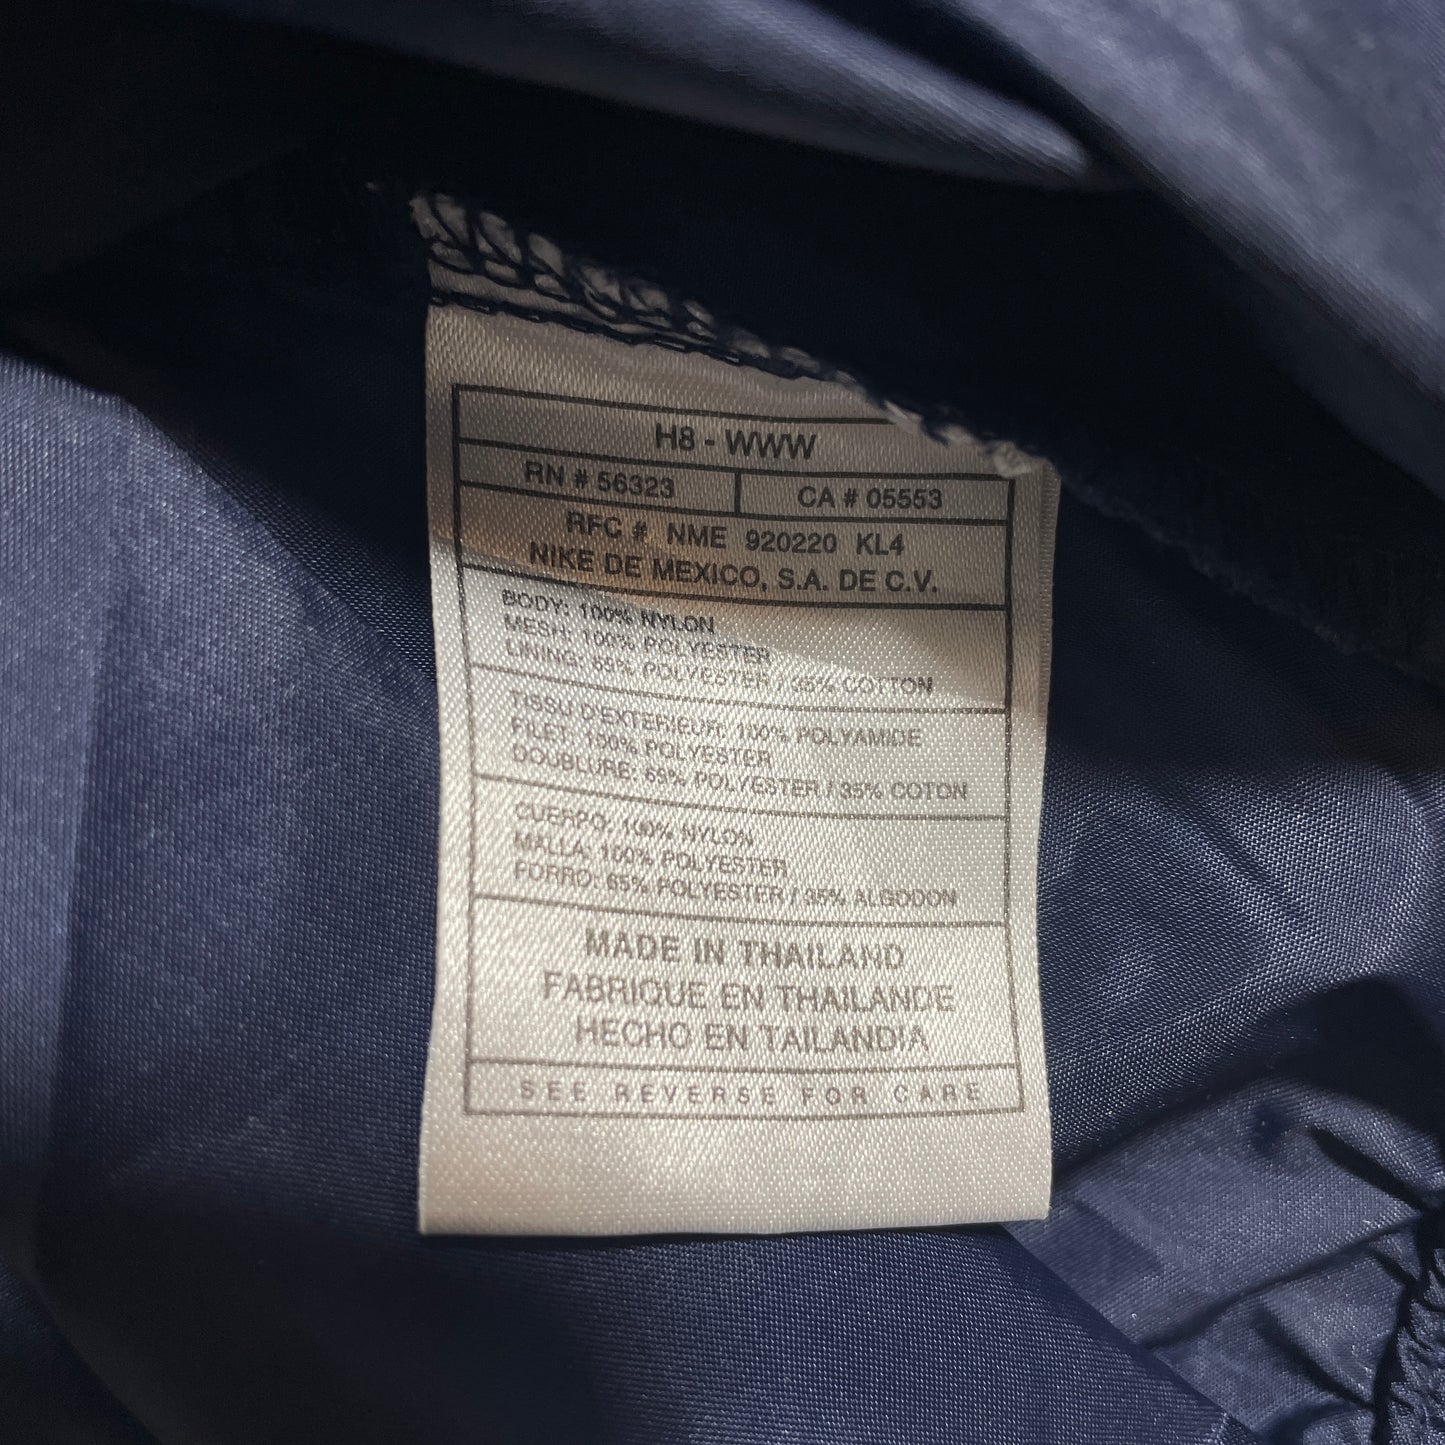 H8 - WWW
RN # 56323 CA # 05553
RFC # NME 920220 KL4
NIKE DE MEXICO, S.A. DE C.V.
BODY: 100% NYLON
MESH: 100% POLYESTER
LINING: 65% POLYESTER / 35% COTTON
TISSU D'EXTERIEUR: 100% POLYAMIDE
FILET: 100% POLYESTER
DOUBLURE: 65% POLYESTER / 35% COTON
CUERPO: 100% NYLON
MALLA: 100% POLYESTER
FORRO: 65% POLYESTER / 35% ALGODON
MADE IN THAILAND
FABRIQUE EN THAILANDE
HECHO EN TAILANDIA
SEE REVERSE FOR CARE